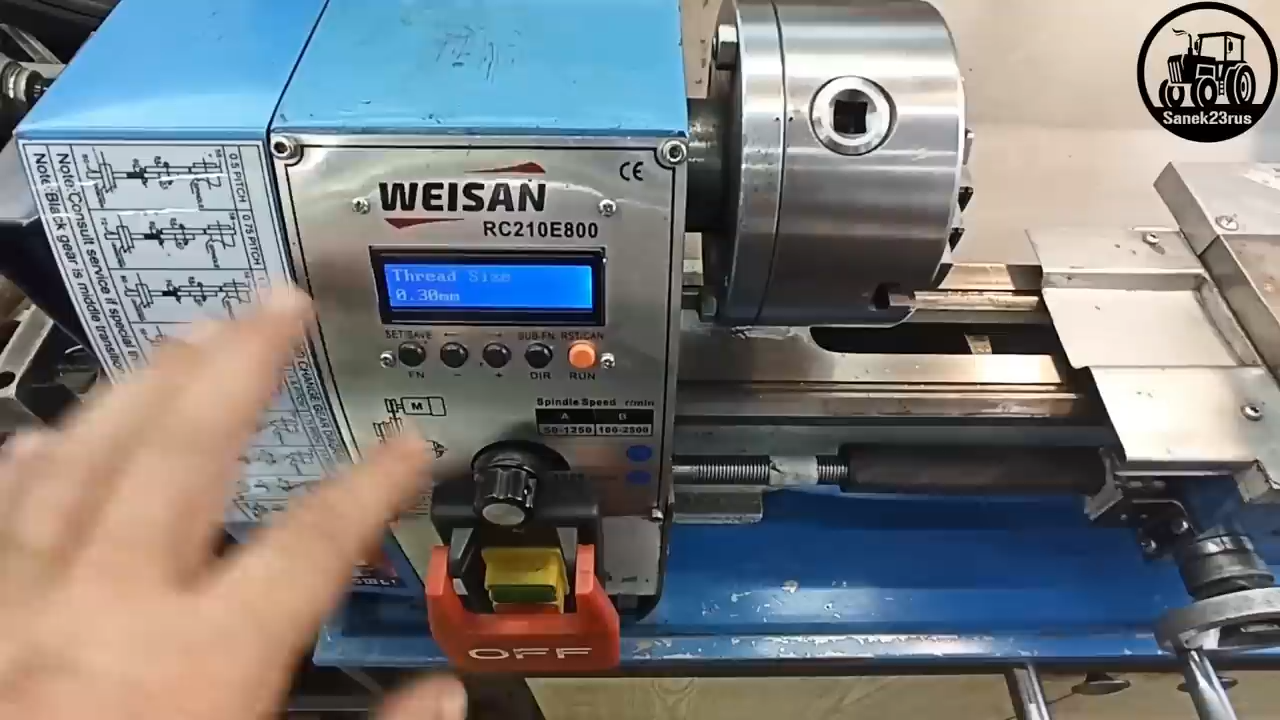 Sanek23rus
CE
WEISAN
RC210E800
Thread Size
0.30mm
SET/SAVE ← → SUB-FN RST/CAN
FN - + DIR RUN
M
Spindle Speed r/min
A B
50-1250 100-2500
OFF
0.5 PITCH 0.75 PITCH
Note: Consult service if special
Note: Black gear is middle
CHANGE GEAR